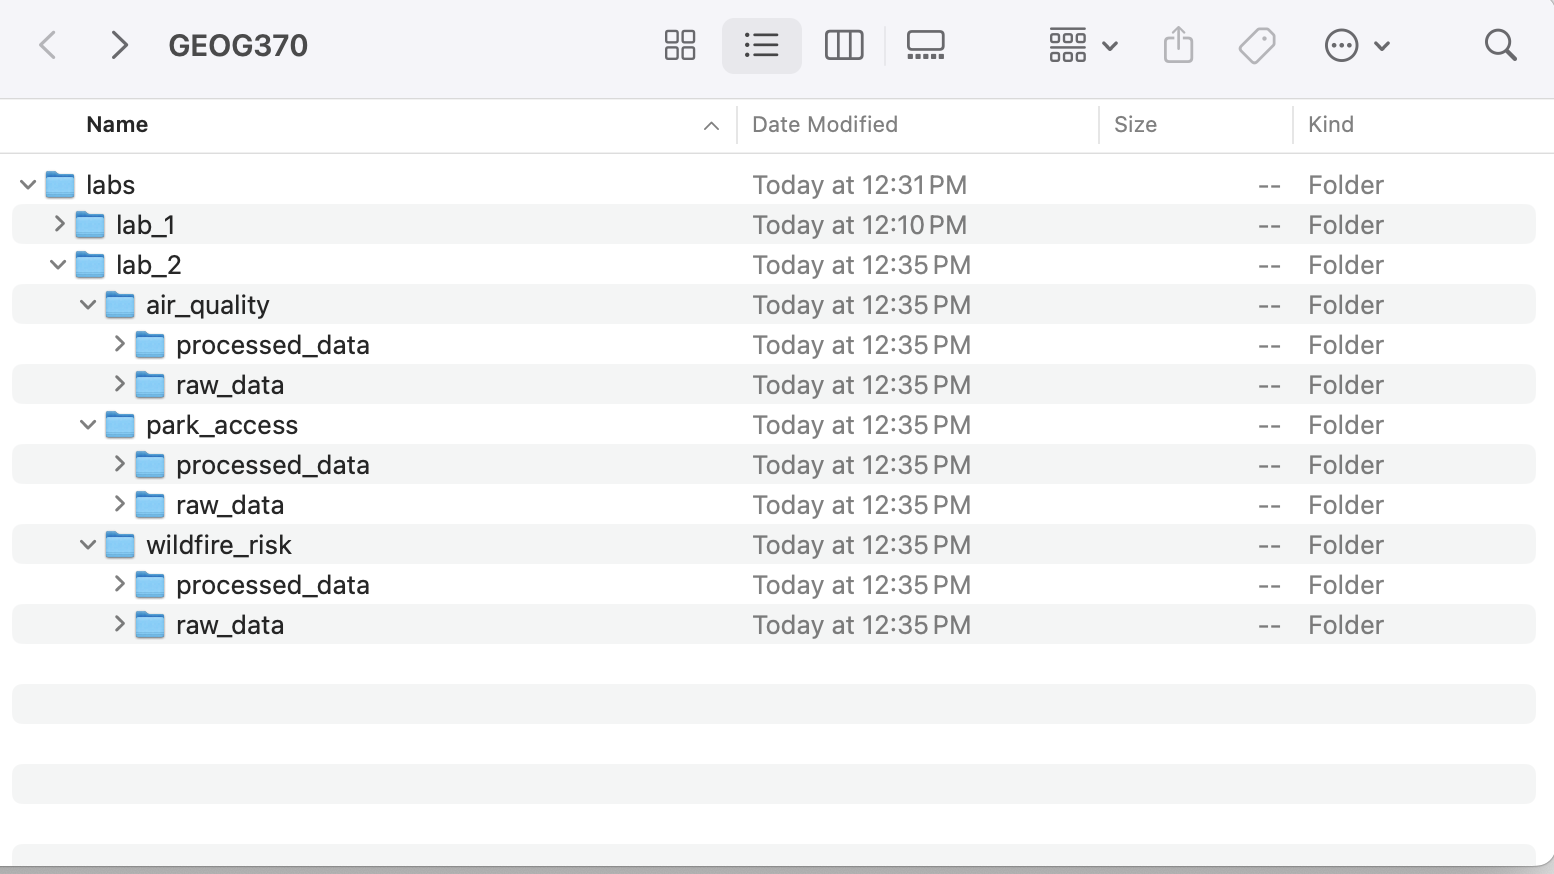 GEOG370
Name Date Modified Size Kind
labs Today at 12:31 PM -- Folder
lab_1 Today at 12:10 PM -- Folder
lab_2 Today at 12:35 PM -- Folder
air_quality Today at 12:35 PM -- Folder
processed_data Today at 12:35 PM -- Folder
raw_data Today at 12:35 PM -- Folder
park_access Today at 12:35 PM -- Folder
processed_data Today at 12:35 PM -- Folder
raw_data Today at 12:35 PM -- Folder
wildfire_risk Today at 12:35 PM -- Folder
processed_data Today at 12:35 PM -- Folder
raw_data Today at 12:35 PM -- Folder